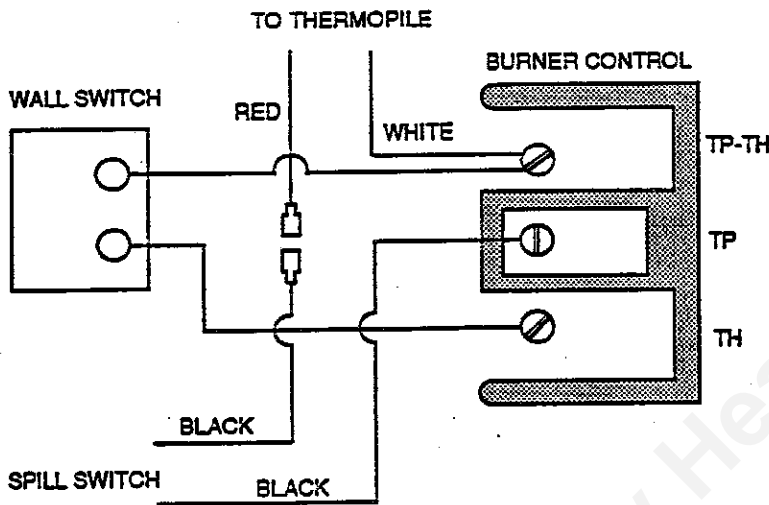 TO THERMOPILE
BURNER CONTROL
WALL SWITCH
RED
WHITE
TP-TH
TP
TH
BLACK
SPILL SWITCH
BLACK